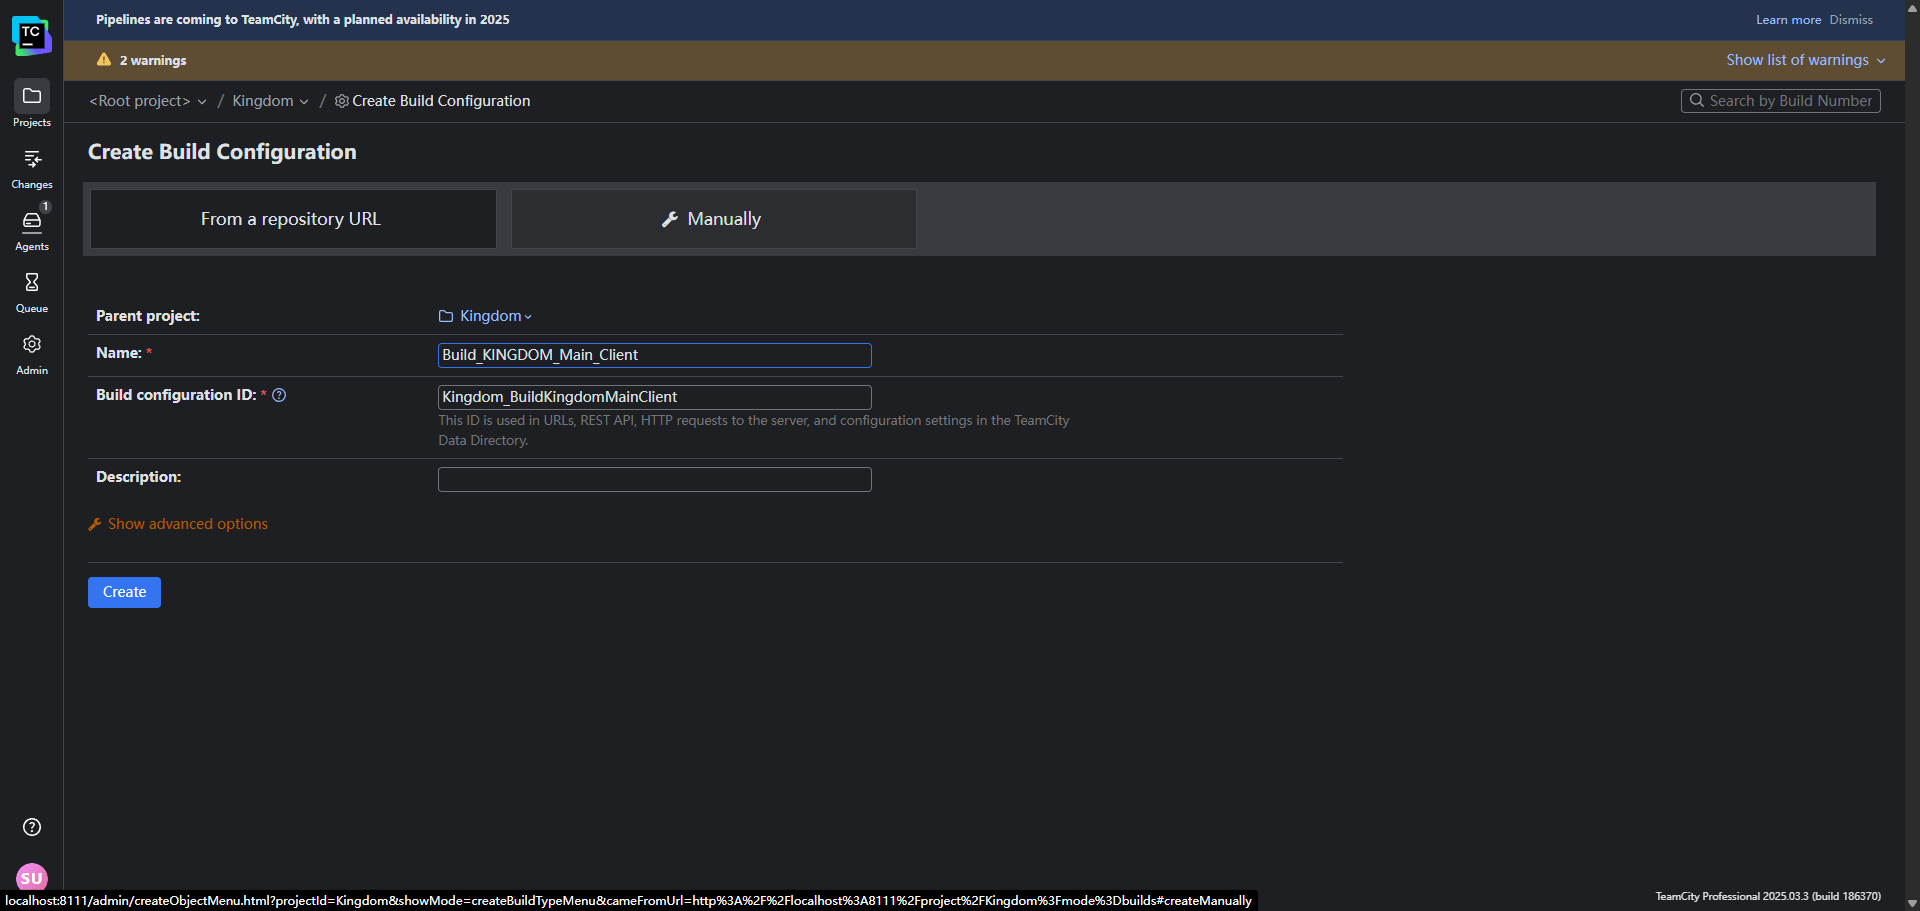 Pipelines are coming to TeamCity, with a planned availability in 2025
Learn more Dismiss
TC
2 warnings
Show list of warnings
<Root project> / Kingdom / Create Build Configuration
Search by Build Number
Projects
Create Build Configuration
Changes
From a repository URL
Manually
1
Agents
Queue
Parent project: Kingdom
Name: * Build_KINGDOM_Main_Client
Admin
Build configuration ID: * ? Kingdom_BuildKingdomMainClient
This ID is used in URLs, REST API, HTTP requests to the server, and configuration settings in the TeamCity
Data Directory.
Description:
Show advanced options
Create
?
SU
localhost:8111/admin/createObjectMenu.html?projectId=Kingdom&showMode=createBuildTypeMenu&cameFromUrl=http%3A%2F%2Flocalhost%3A8111%2Fproject%2FKingdom%3Fmode%3Dbuilds#createManually
TeamCity Professional 2025.03.3 (build 186370)